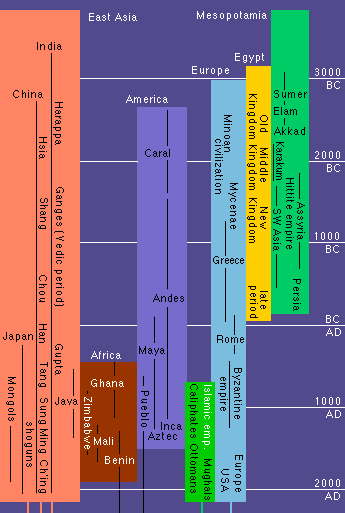 East Asia
Mesopotamia
India
Egypt
Europe
3000
BC
China
America
Sumer
Elam
Akkad
Harappa
Hsia
Caral
Minoan
civilization
Old
Kingdom
Middle
Kingdom
New
Kingdom
late
period
Karakum
Hittite empire
SW Asia
Assyria
Persia
2000
BC
Shang
Ganges (Vedic period)
Mycenae
1000
BC
Greece
Chou
Andes
BC
AD
Japan
Han
Gupta
Rome
Maya
Africa
Ghana
Mongols
Shoguns
Tang
Sung
Ming
Ch'ing
Java
Zimbabwe
Mali
Benin
Pueblo
Inca
Aztec
Islamic emp.
Caliphates
Ottomans
Mughals
Byzantine
empire
Europe
USA
1000
AD
2000
AD